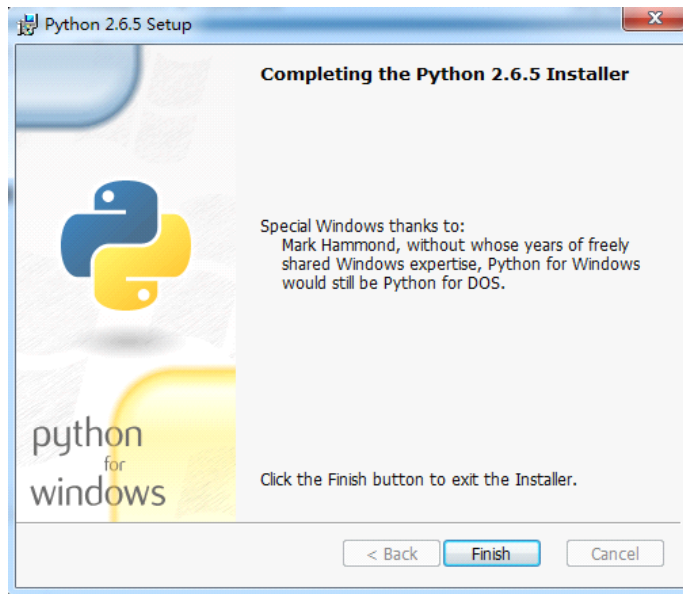 Python 2.6.5 Setup
Completing the Python 2.6.5 Installer
Special Windows thanks to:
Mark Hammond, without whose years of freely
shared Windows expertise, Python for Windows
would still be Python for DOS.
python
for
windows
Click the Finish button to exit the Installer.
< Back
Finish
Cancel